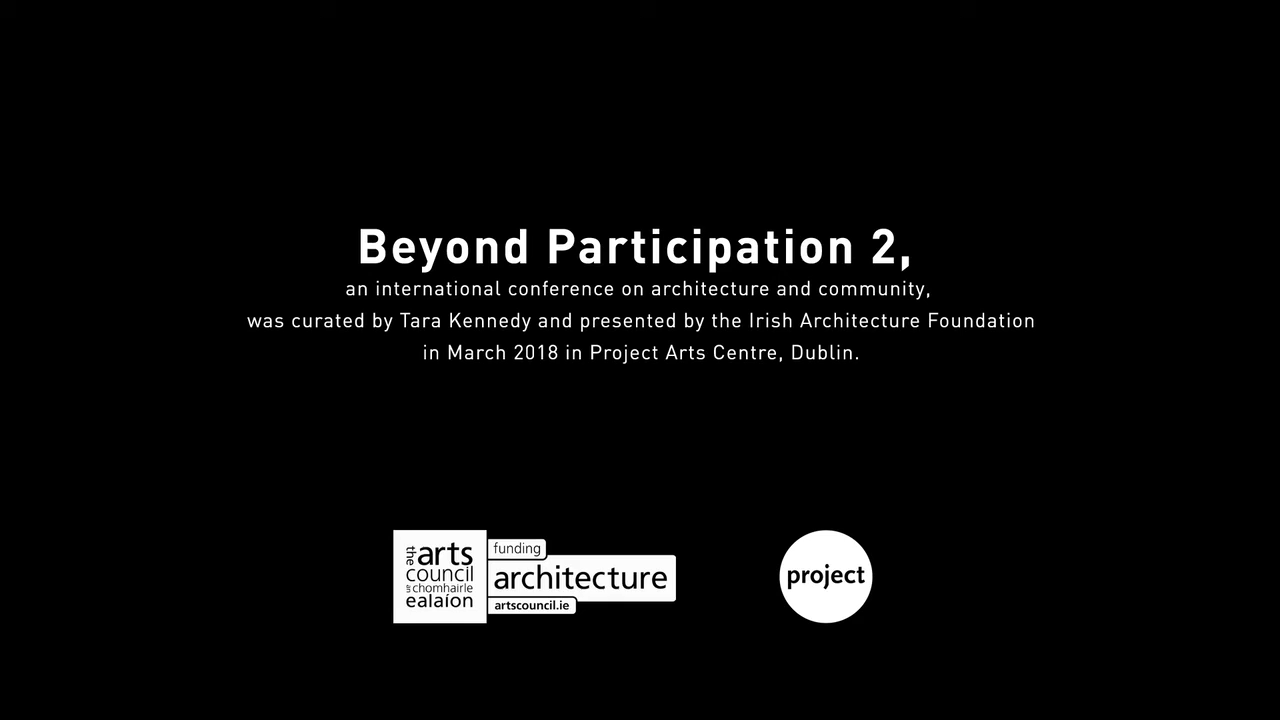 Beyond Participation 2,
an international conference on architecture and community,
was curated by Tara Kennedy and presented by the Irish Architecture Foundation
in March 2018 in Project Arts Centre, Dublin.
the arts
council
chomhairle
ealaíon
funding
architecture
artscouncil.ie
project